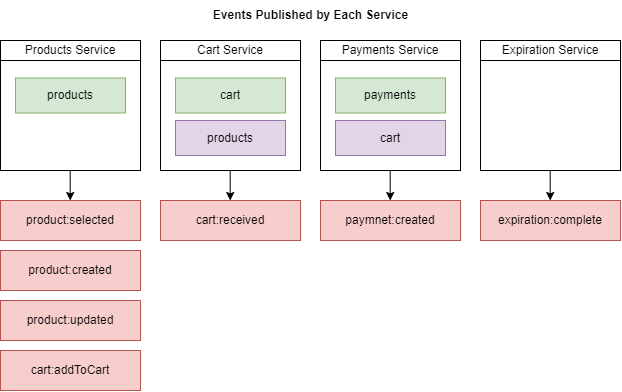 Events Published by Each Service
Products Service
products
Cart Service
cart
products
Payments Service
payments
cart
Expiration Service
product:selected
product:created
product:updated
cart:addToCart
cart:received
paymnet:created
expiration:complete